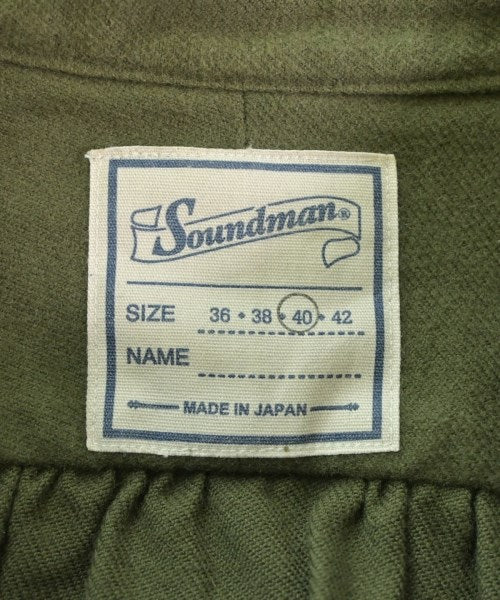 Soundman®
SIZE 36 • 38 • 40 • 42
NAME
MADE IN JAPAN